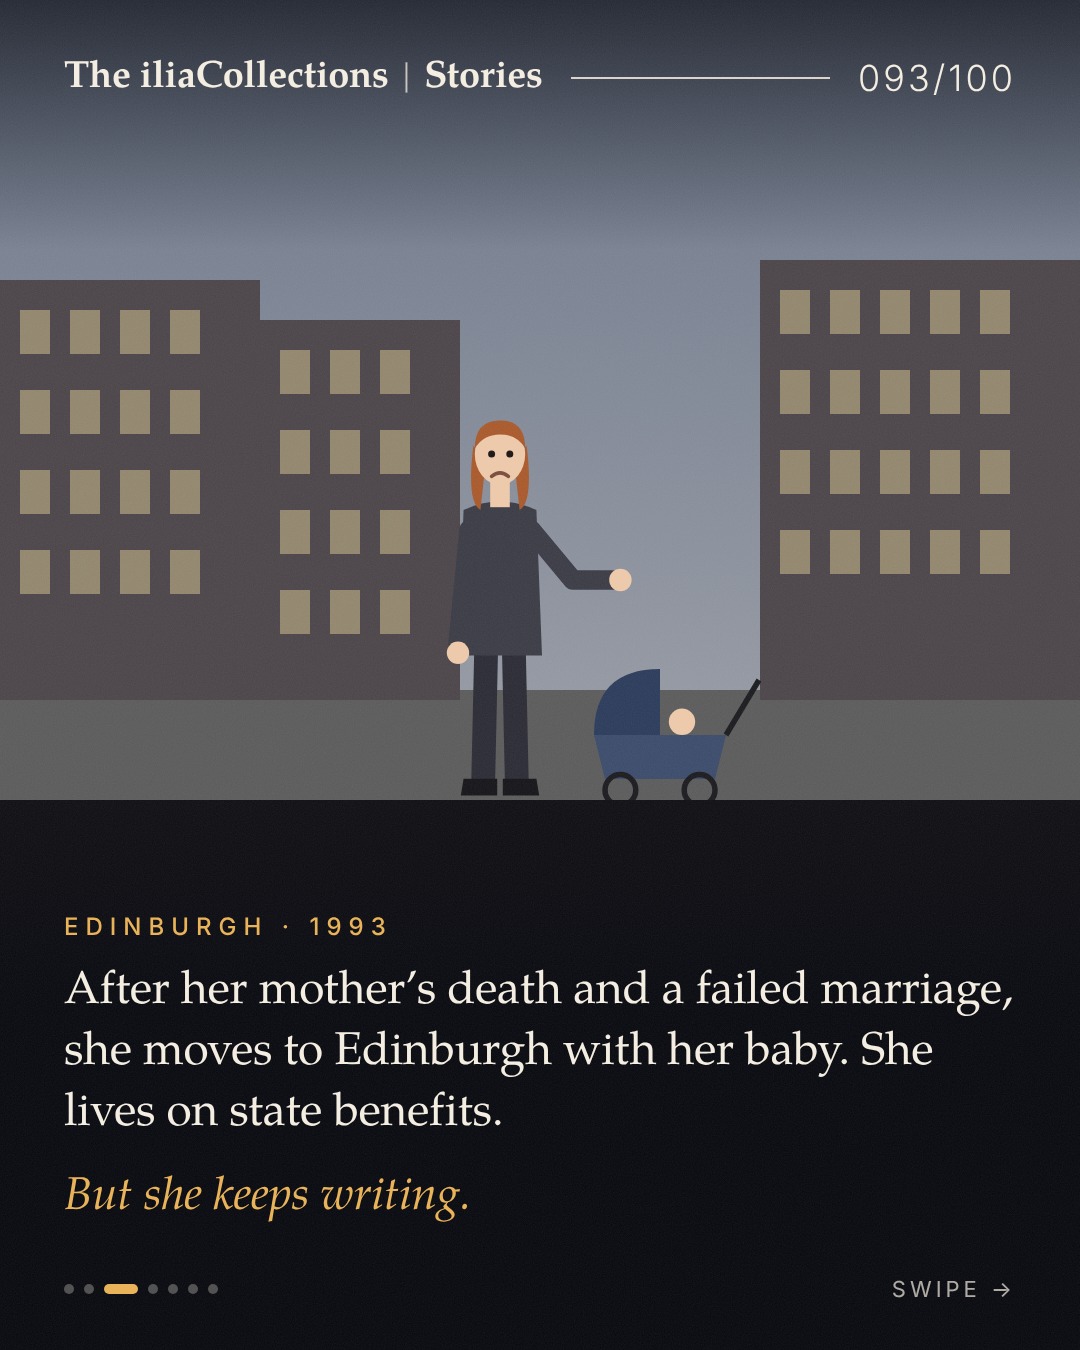 The iliaCollections | Stories 093/100
EDINBURGH · 1993
After her mother’s death and a failed marriage,
she moves to Edinburgh with her baby. She
lives on state benefits.
But she keeps writing.
SWIPE →